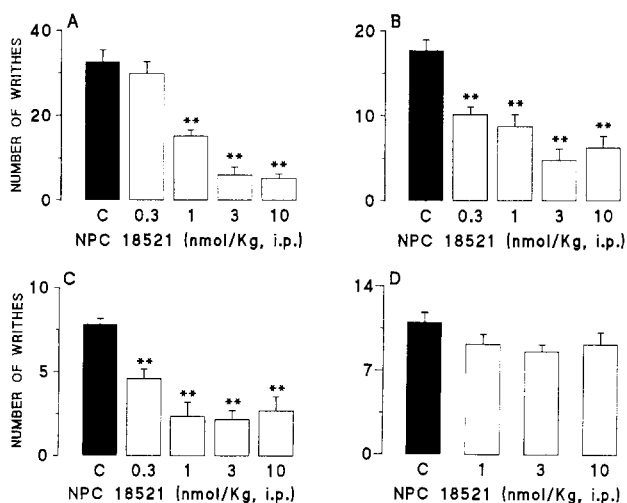 A
NUMBER OF WRITHES
40
20
0
**
**
**
C 0.3 1 3 10
NPC 18521 (nmol/Kg, i.p.)
B
20
10
0
**
**
**
**
C 0.3 1 3 10
NPC 18521 (nmol/Kg, i.p.)
C
NUMBER OF WRITHES
10
5
0
**
**
**
**
C 0.3 1 3 10
NPC 18521 (nmol/Kg, i.p.)
D
14
7
0
C 1 3 10
NPC 18521 (nmol/Kg, i.p.)